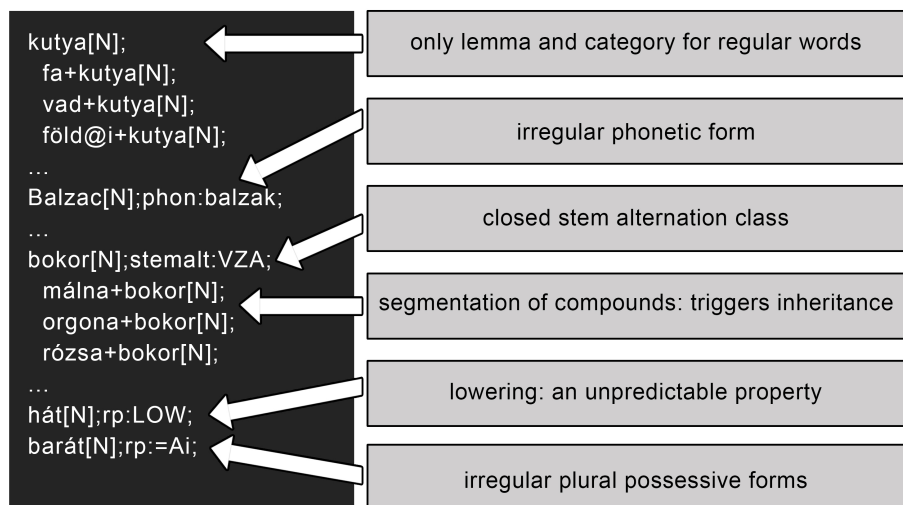 kutya[N];
fa+kutya[N];
vad+kutya[N];
föld@i+kutya[N];
...
Balzac[N];phon:balzak;
...
bokor[N];stemalt:VZA;
málna+bokor[N];
orgona+bokor[N];
rózsa+bokor[N];
...
hát[N];rp:LOW;
barát[N];rp:=Ai;
only lemma and category for regular words
irregular phonetic form
closed stem alternation class
segmentation of compounds: triggers inheritance
lowering: an unpredictable property
irregular plural possessive forms